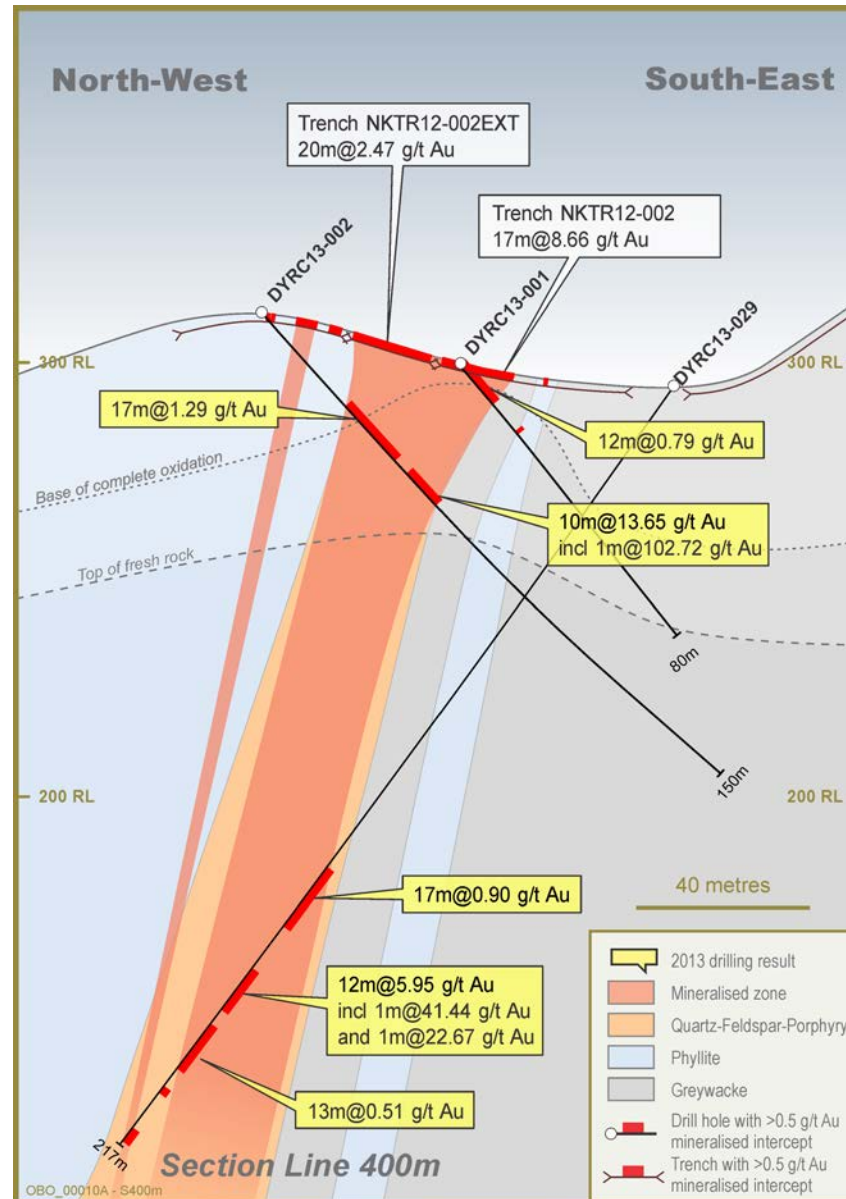 North-West
South-East
Trench NKTR12-002EXT
20m@2.47 g/t Au
Trench NKTR12-002
17m@8.66 g/t Au
DYRC13-002
DYRC13-001
DYRC13-029
300 RL
300 RL
17m@1.29 g/t Au
12m@0.79 g/t Au
Base of complete oxidation
10m@13.65 g/t Au
incl 1m@102.72 g/t Au
Top of fresh rock
80m
150m
200 RL
200 RL
17m@0.90 g/t Au
40 metres
12m@5.95 g/t Au
incl 1m@41.44 g/t Au
and 1m@22.67 g/t Au
13m@0.51 g/t Au
217m
Section Line 400m
OBO_00010A - S400m
2013 drilling result
Mineralised zone
Quartz-Feldspar-Porphyry
Phyllite
Greywacke
Drill hole with >0.5 g/t Au
mineralised intercept
Trench with >0.5 g/t Au
mineralised intercept